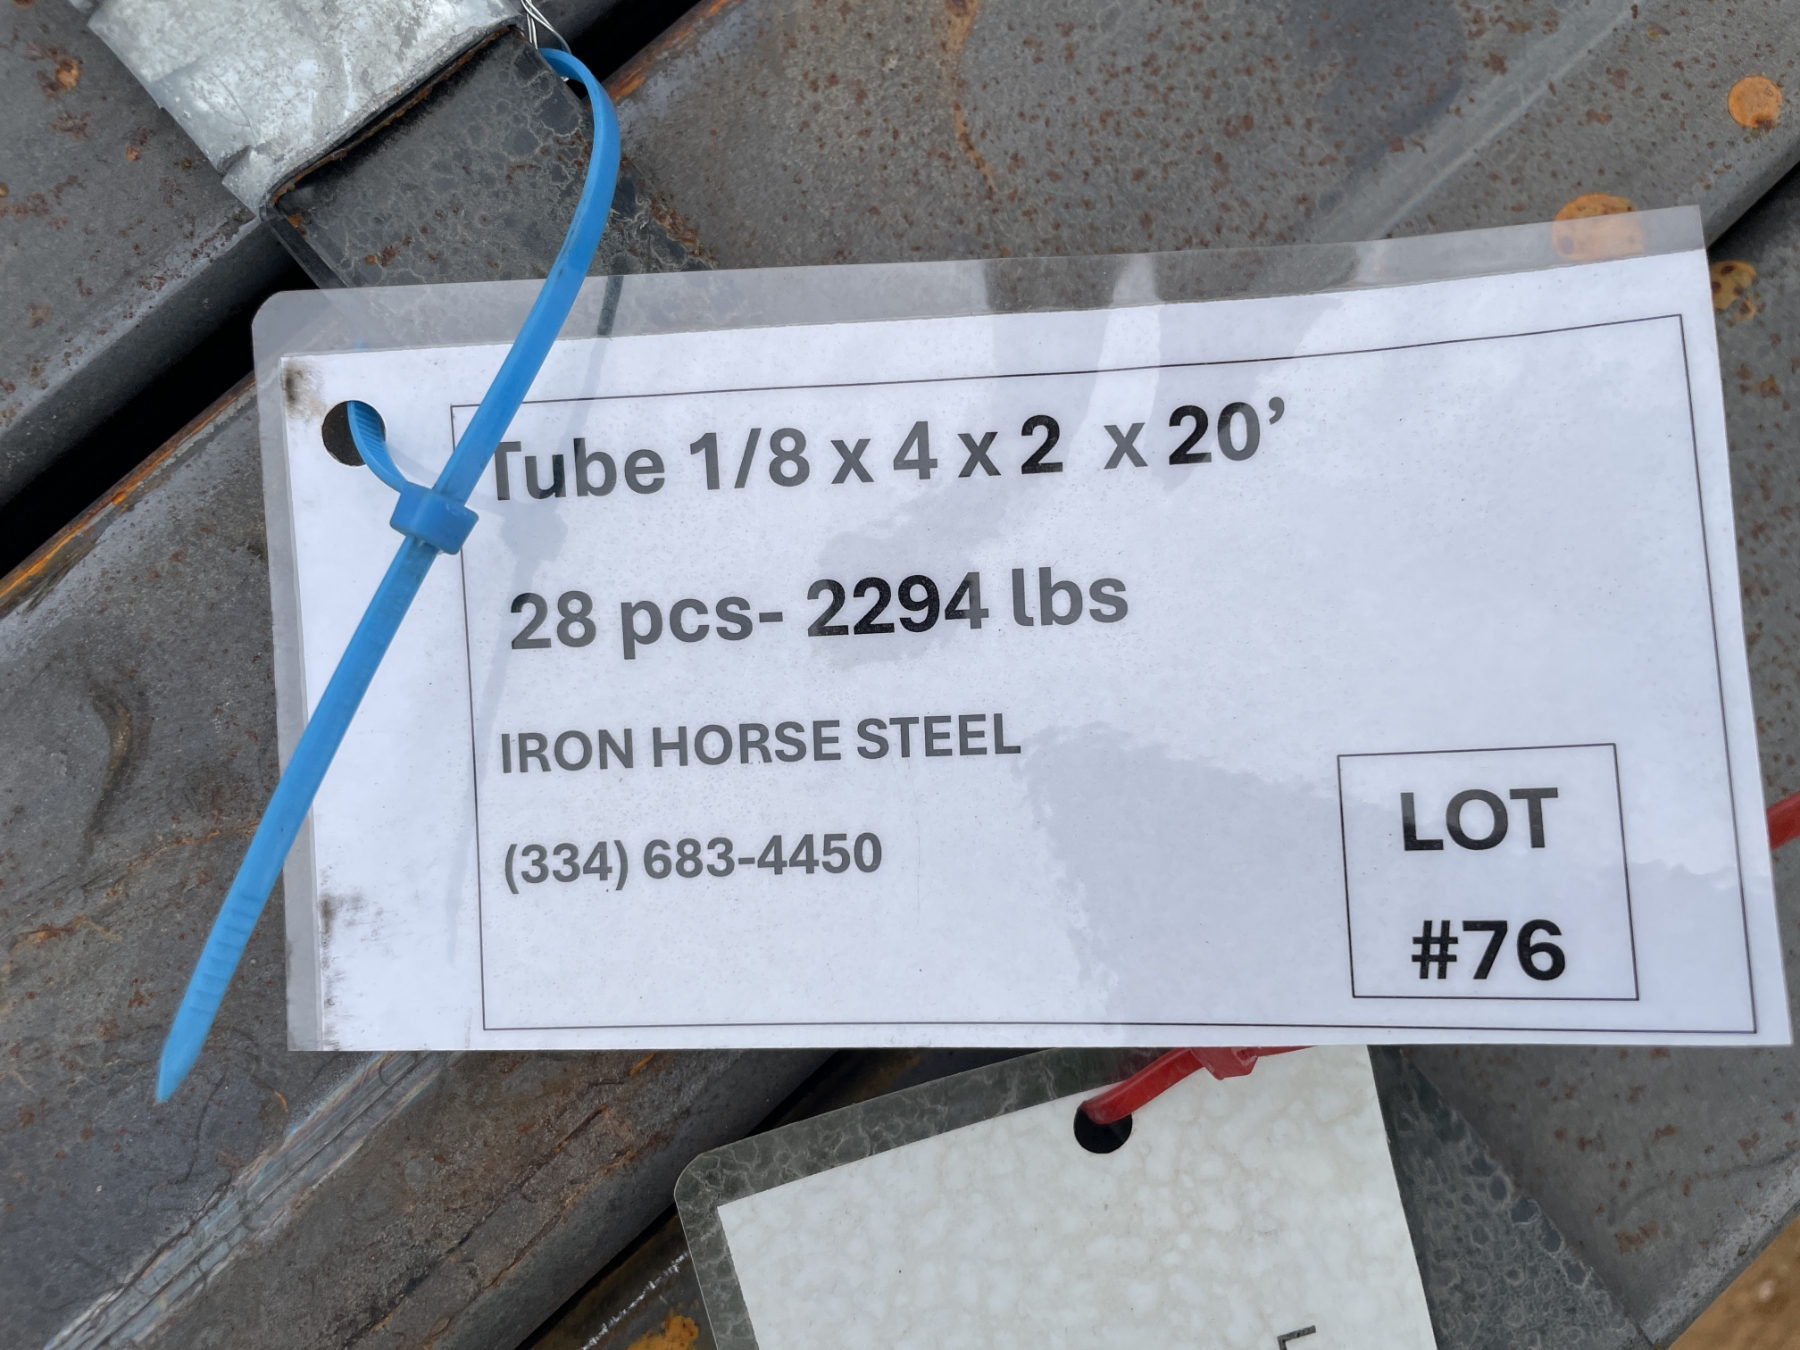 Tube 1/8 x 4 x 2 x 20’
28 pcs- 2294 lbs
IRON HORSE STEEL
(334) 683-4450
LOT
#76